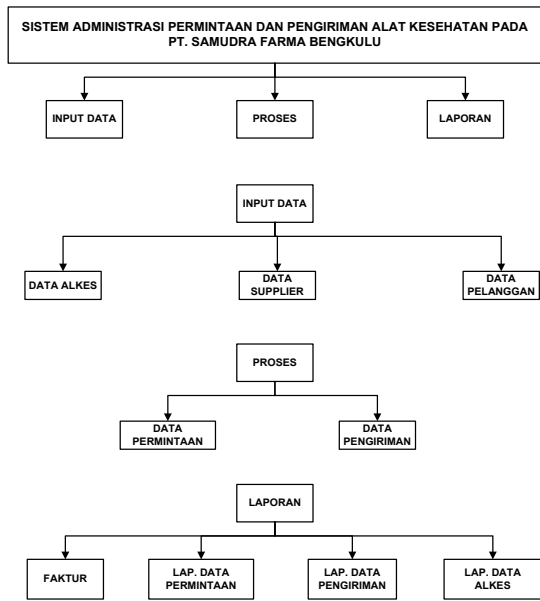 SISTEM ADMINISTRASI PERMINTAAN DAN PENGIRIMAN ALAT KESEHATAN PADA
PT. SAMUDRA FARMA BENGKULU
INPUT DATA
PROSES
LAPORAN
INPUT DATA
DATA ALKES
DATA
SUPPLIER
DATA
PELANGGAN
PROSES
DATA
PERMINTAAN
DATA
PENGIRIMAN
LAPORAN
FAKTUR
LAP. DATA
PERMINTAAN
LAP. DATA
PENGIRIMAN
LAP. DATA
ALKES